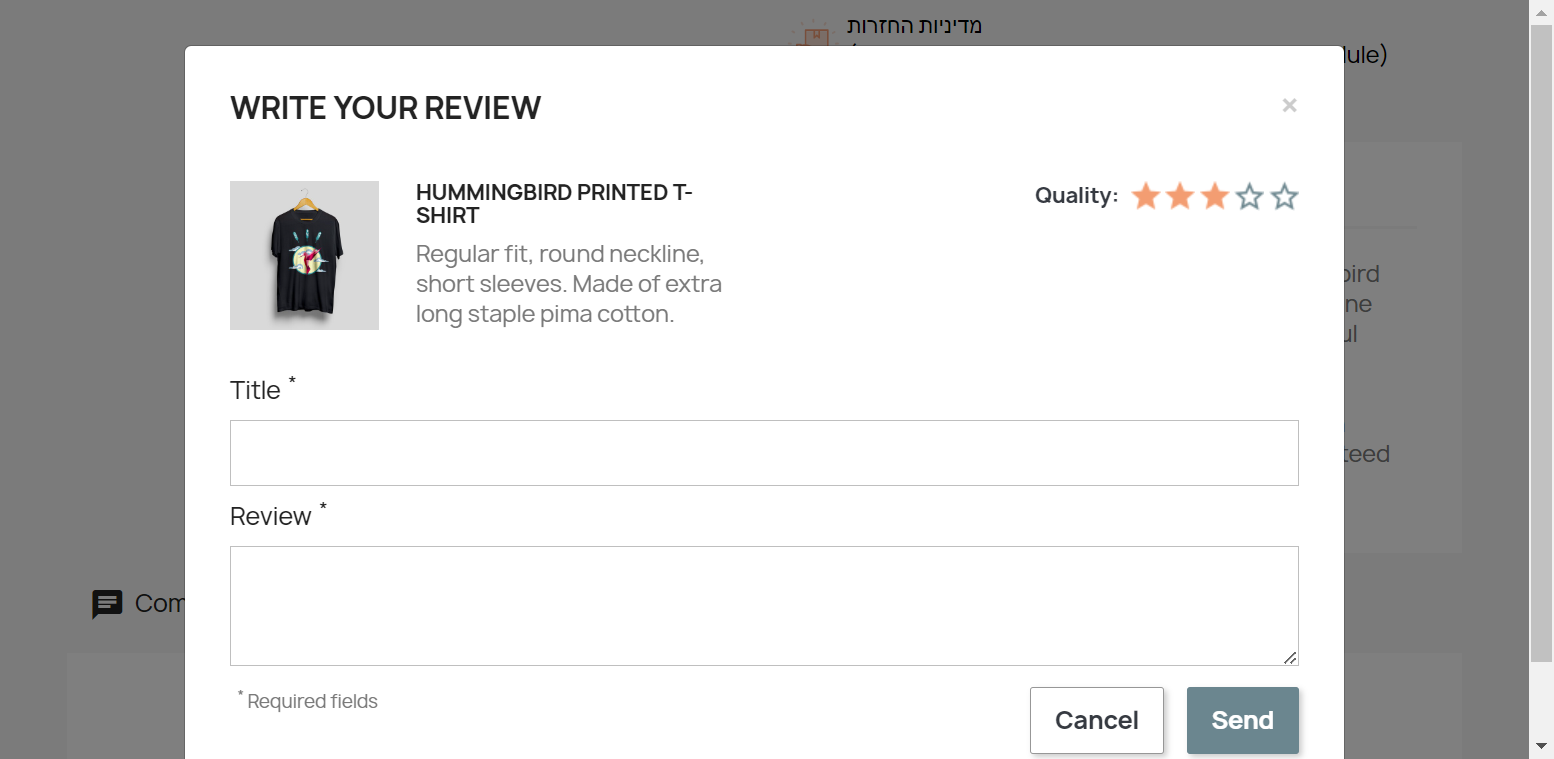 מדיניות החזרות
dule)
WRITE YOUR REVIEW
×
HUMMINGBIRD PRINTED T-
SHIRT
Quality:
Regular fit, round neckline,
short sleeves. Made of extra
long staple pima cotton.
bird
ne
ul
teed
Title *
Review *
Com
* Required fields
Cancel
Send